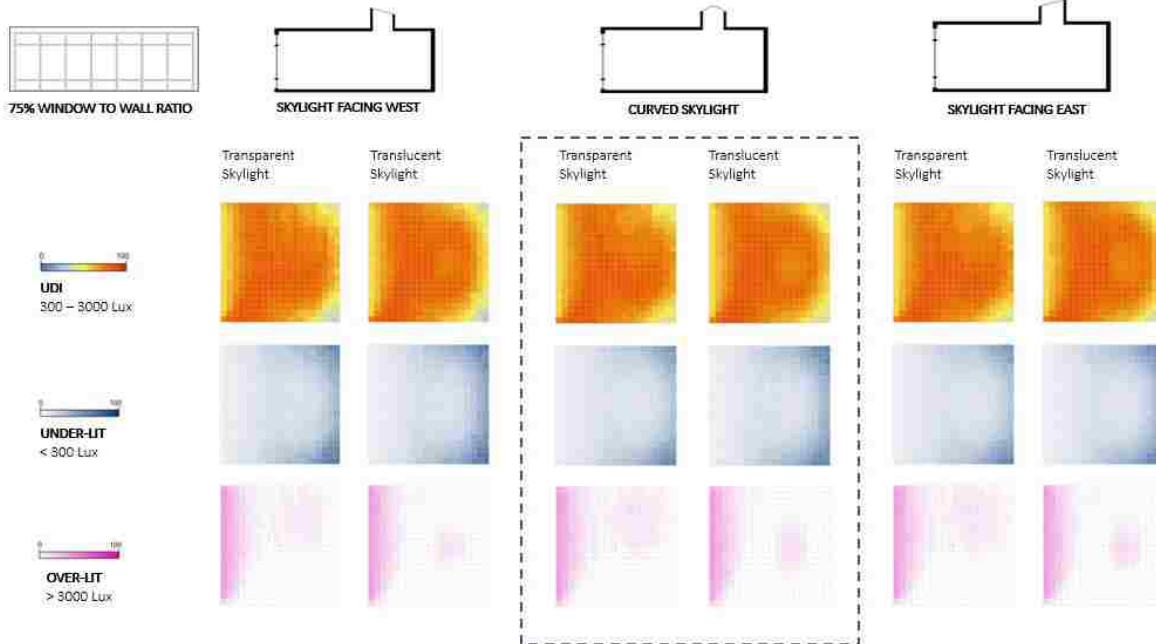 75% WINDOW TO WALL RATIO
SKYLIGHT FACING WEST
CURVED SKYLIGHT
SKYLIGHT FACING EAST
Transparent
Skylight
Translucent
Skylight
Transparent
Skylight
Translucent
Skylight
Transparent
Skylight
Translucent
Skylight
0 100
UDI
300 – 3000 Lux
0 100
UNDER-LIT
< 300 Lux
0 100
OVER-LIT
> 3000 Lux